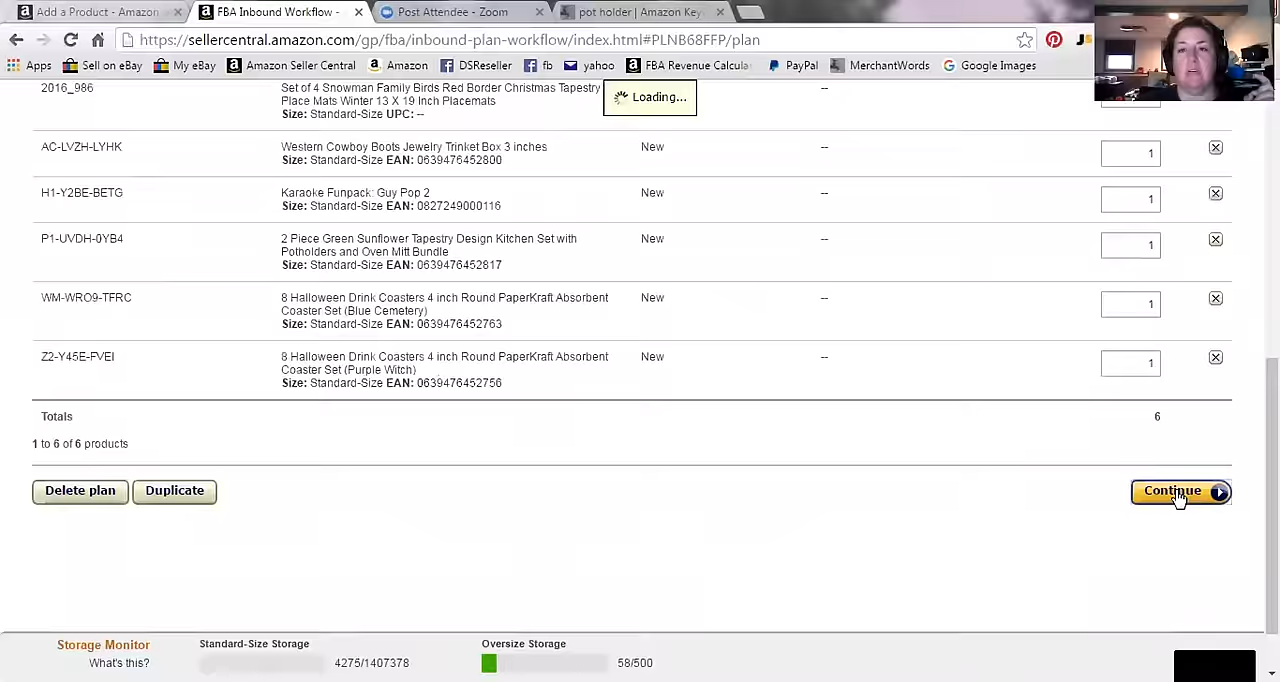 Add a Product - Amazon
FBA Inbound Workflow -
Post Attendee - Zoom
pot holder | Amazon Key
https://sellercentral.amazon.com/gp/fba/inbound-plan-workflow/index.html#PLNB68FFP/plan
Apps Sell on eBay My eBay Amazon Seller Central Amazon DSReseller fb yahoo FBA Revenue Calcula PayPal MerchantWords Google Images
Loading...
2016_986
Set of 4 Snowman Family Birds Red Border Christmas Tapestry
Place Mats Winter 13 X 19 Inch Placemats
Size: Standard-Size UPC: --
--
AC-LVZH-LYHK
Western Cowboy Boots Jewelry Trinket Box 3 inches
Size: Standard-Size EAN: 0639476452800
New
--
1
H1-Y2BE-BETG
Karaoke Funpack: Guy Pop 2
Size: Standard-Size EAN: 0827249000116
New
--
1
P1-UVDH-0YB4
2 Piece Green Sunflower Tapestry Design Kitchen Set with
Potholders and Oven Mitt Bundle
Size: Standard-Size EAN: 0639476452817
New
--
1
WM-WRO9-TFRC
8 Halloween Drink Coasters 4 inch Round PaperKraft Absorbent
Coaster Set (Blue Cemetery)
Size: Standard-Size EAN: 0639476452763
New
--
1
Z2-Y45E-FVEI
8 Halloween Drink Coasters 4 inch Round PaperKraft Absorbent
Coaster Set (Purple Witch)
Size: Standard-Size EAN: 0639476452756
New
--
1
Totals
6
1 to 6 of 6 products
Delete plan
Duplicate
Continue
Storage Monitor
What's this?
Standard-Size Storage
4275/1407378
Oversize Storage
58/500